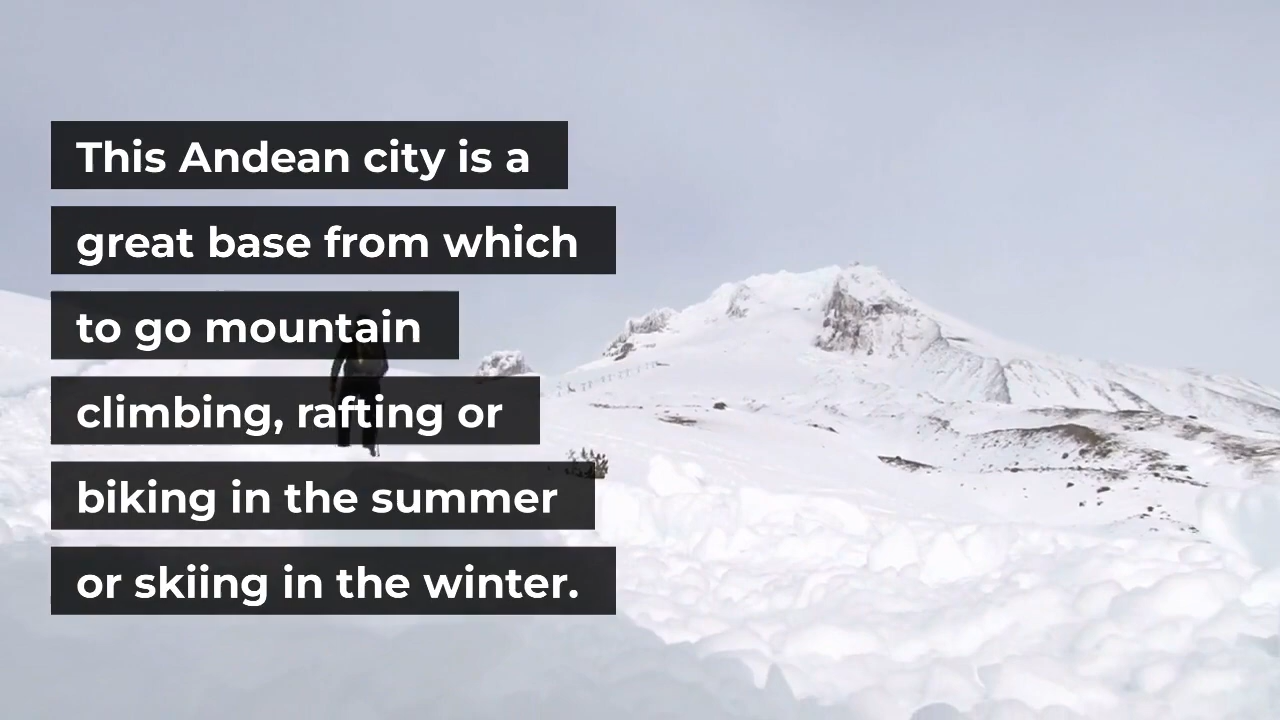 This Andean city is a
great base from which
to go mountain
climbing, rafting or
biking in the summer
or skiing in the winter.